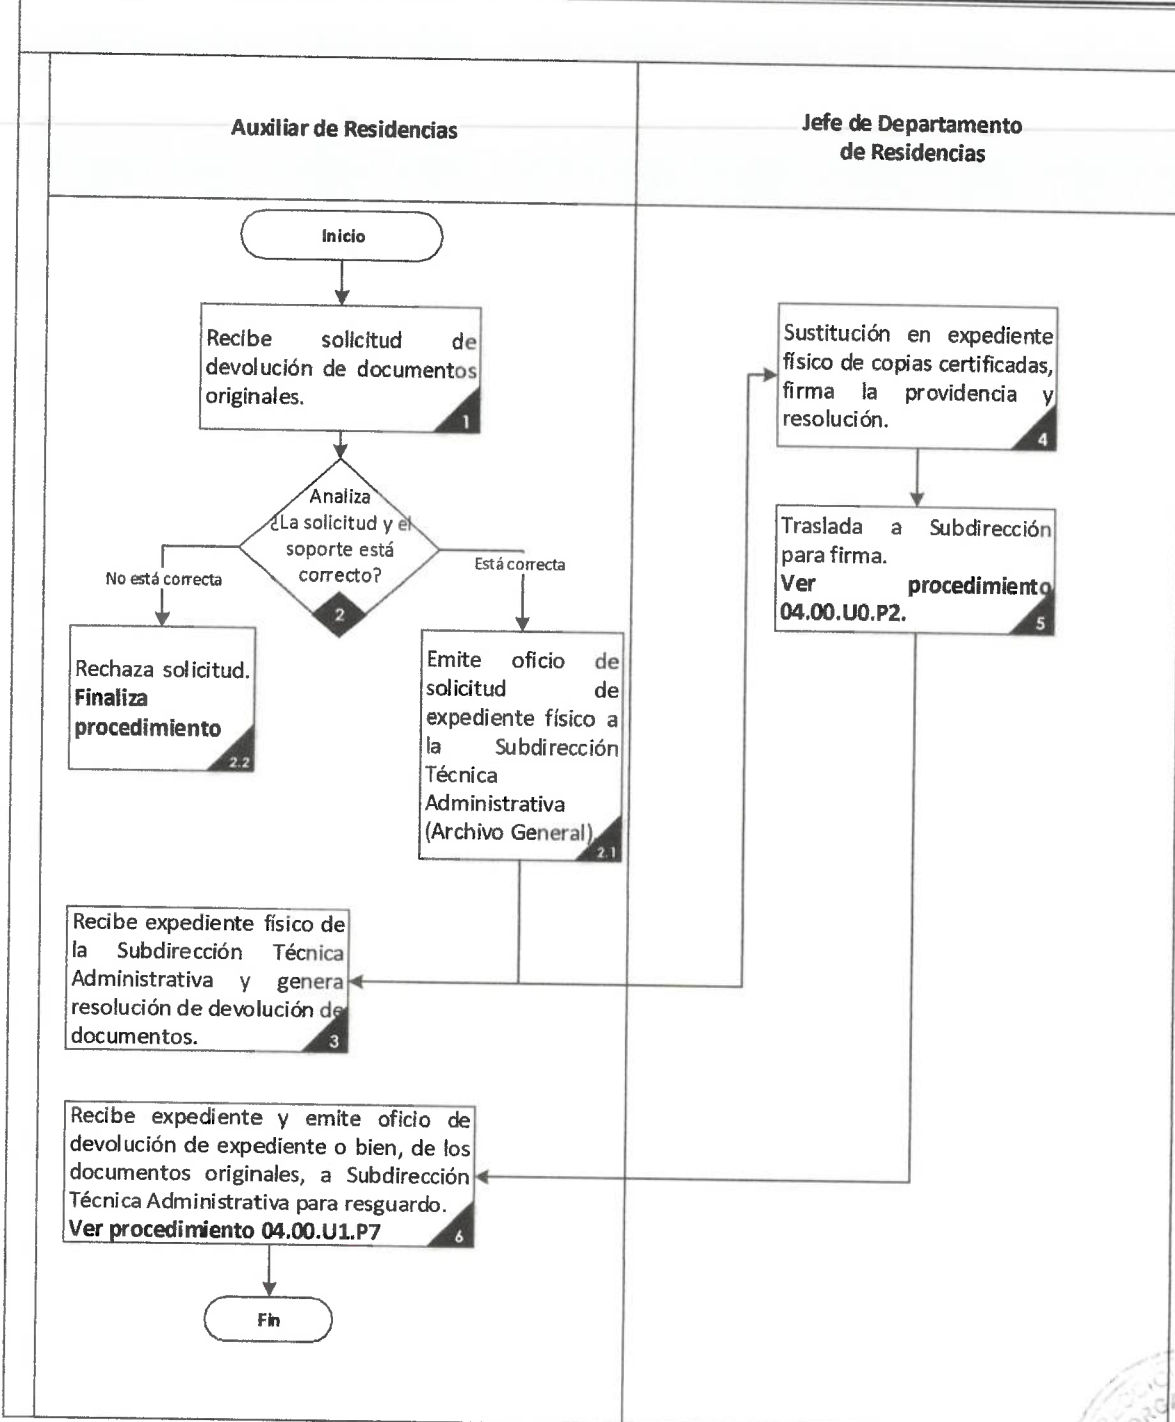 Auxiliar de Residencias
Jefe de Departamento
de Residencias
Inicio
Recibe solicitud de
devolución de documentos
originales.
1
Analiza
¿La solicitud y el
soporte está
correcto?
2
No está correcta
Está correcta
Rechaza solicitud.
Finaliza
procedimiento
2.2
Emite oficio de
solicitud de
expediente físico a
la Subdirección
Técnica
Administrativa
(Archivo General).
2.1
Recibe expediente físico de
la Subdirección Técnica
Administrativa y genera
resolución de devolución de
documentos.
3
Sustitución en expediente
físico de copias certificadas,
firma la providencia y
resolución.
4
Traslada a Subdirección
para firma.
Ver procedimiento
04.00.U0.P2.
5
Recibe expediente y emite oficio de
devolución de expediente o bien, de los
documentos originales, a Subdirección
Técnica Administrativa para resguardo.
Ver procedimiento 04.00.U1.P7
6
Fin